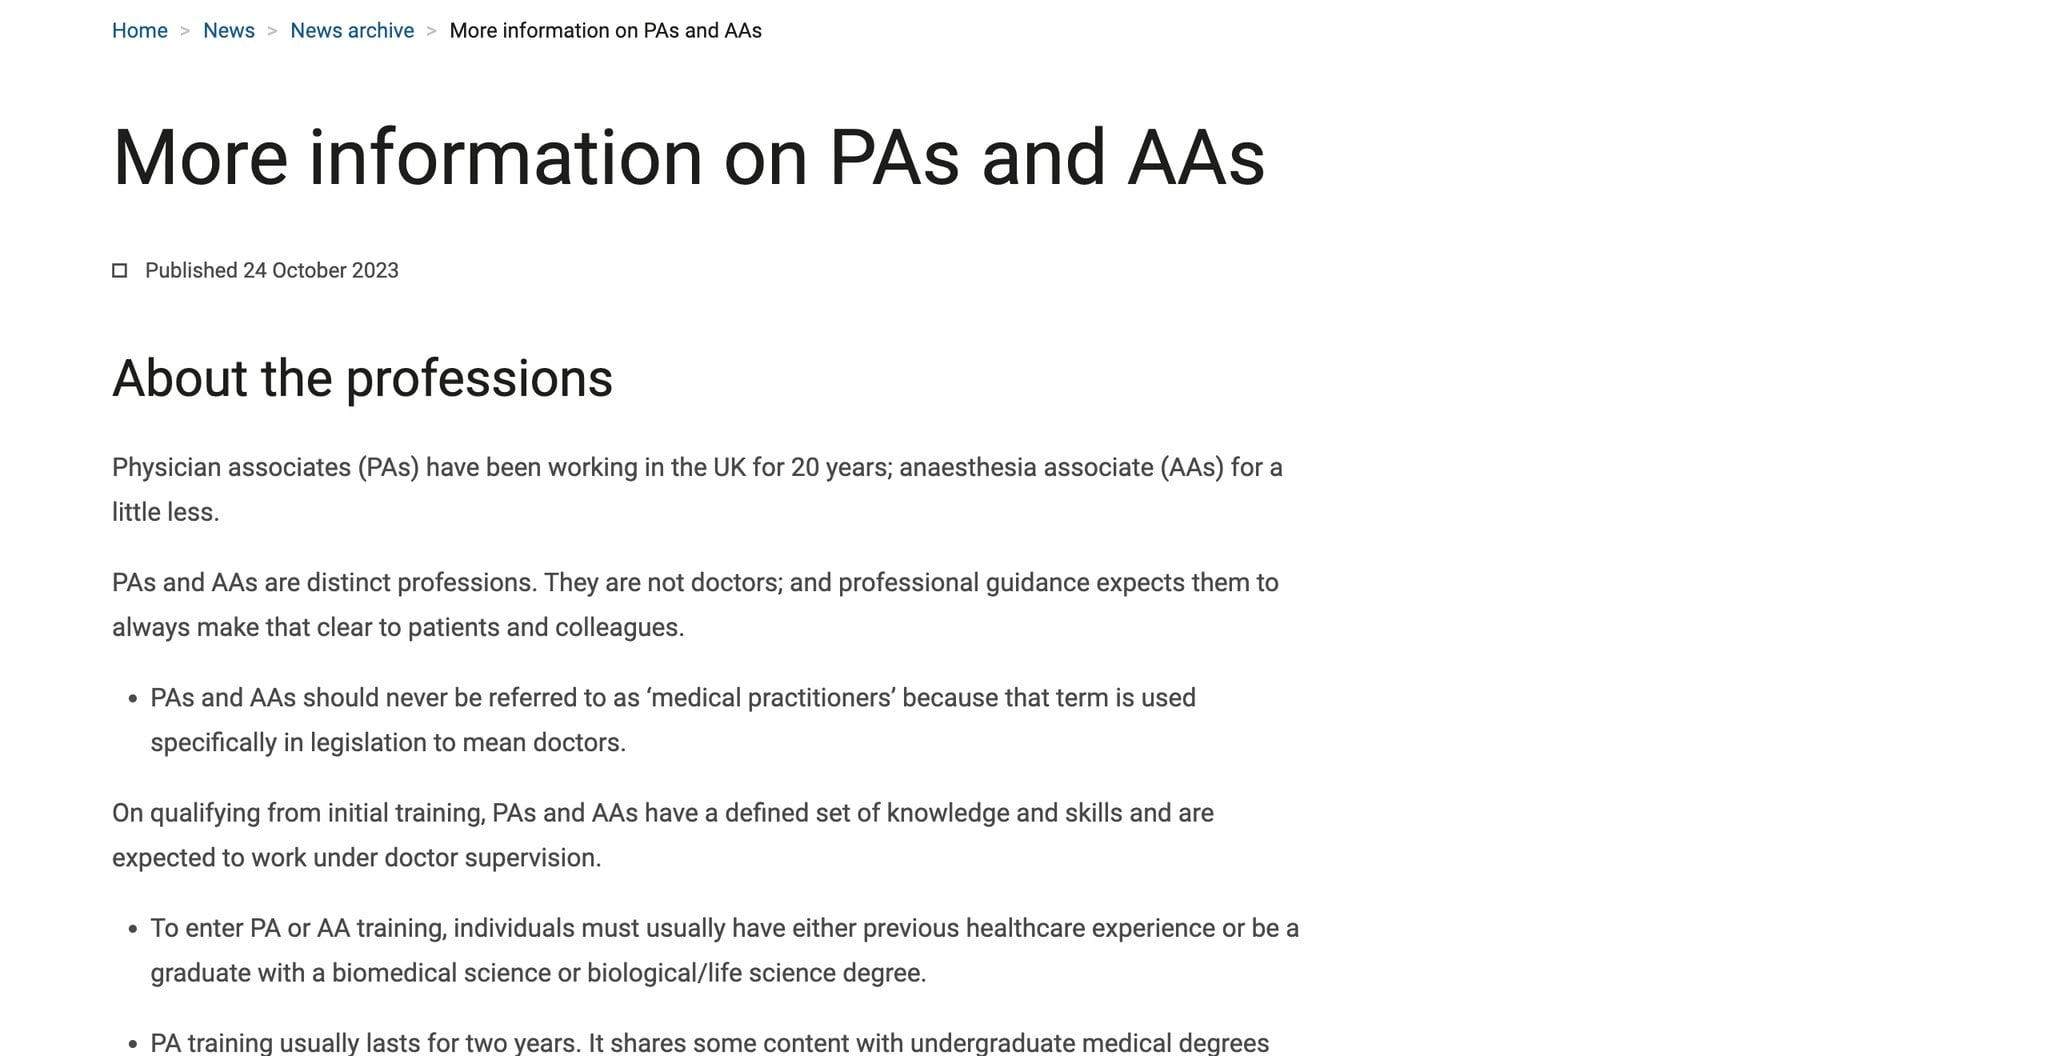 Home > News > News archive > More information on PAs and AAs
More information on PAs and AAs
Published 24 October 2023
About the professions
Physician associates (PAs) have been working in the UK for 20 years; anaesthesia associate (AAs) for a
little less.
PAs and AAs are distinct professions. They are not doctors; and professional guidance expects them to
always make that clear to patients and colleagues.
• PAs and AAs should never be referred to as ‘medical practitioners’ because that term is used
specifically in legislation to mean doctors.
On qualifying from initial training, PAs and AAs have a defined set of knowledge and skills and are
expected to work under doctor supervision.
• To enter PA or AA training, individuals must usually have either previous healthcare experience or be a
graduate with a biomedical science or biological/life science degree.
• PA training usually lasts for two years. It shares some content with undergraduate medical degrees